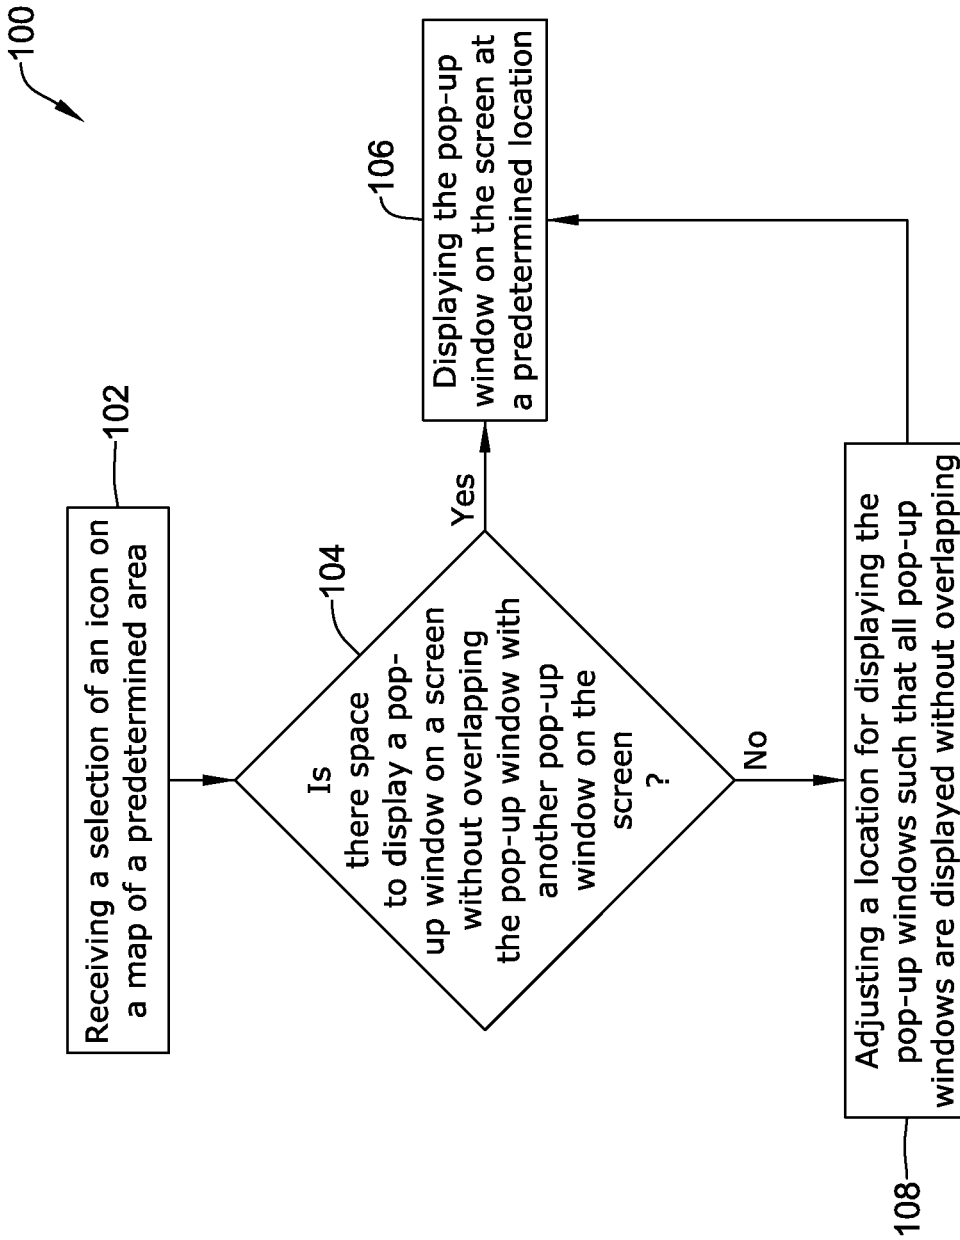 100
102
Receiving a selection of an icon on
a map of a predetermined area
104
Is
there space
to display a pop-
up window on a screen
without overlapping
the pop-up window with
another pop-up
window on the
screen
?
Yes
106
Displaying the pop-up
window on the screen at
a predetermined location
No
108
Adjusting a location for displaying the
pop-up windows such that all pop-up
windows are displayed without overlapping